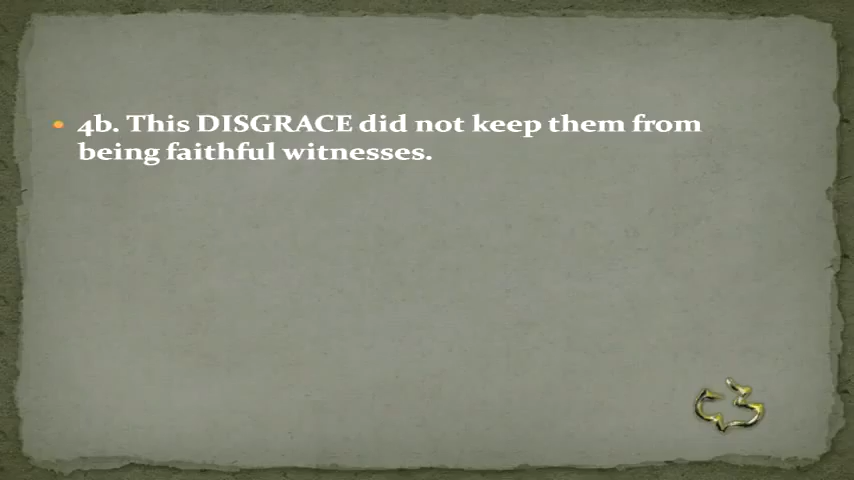 4b. This DISGRACE did not keep them from
being faithful witnesses.